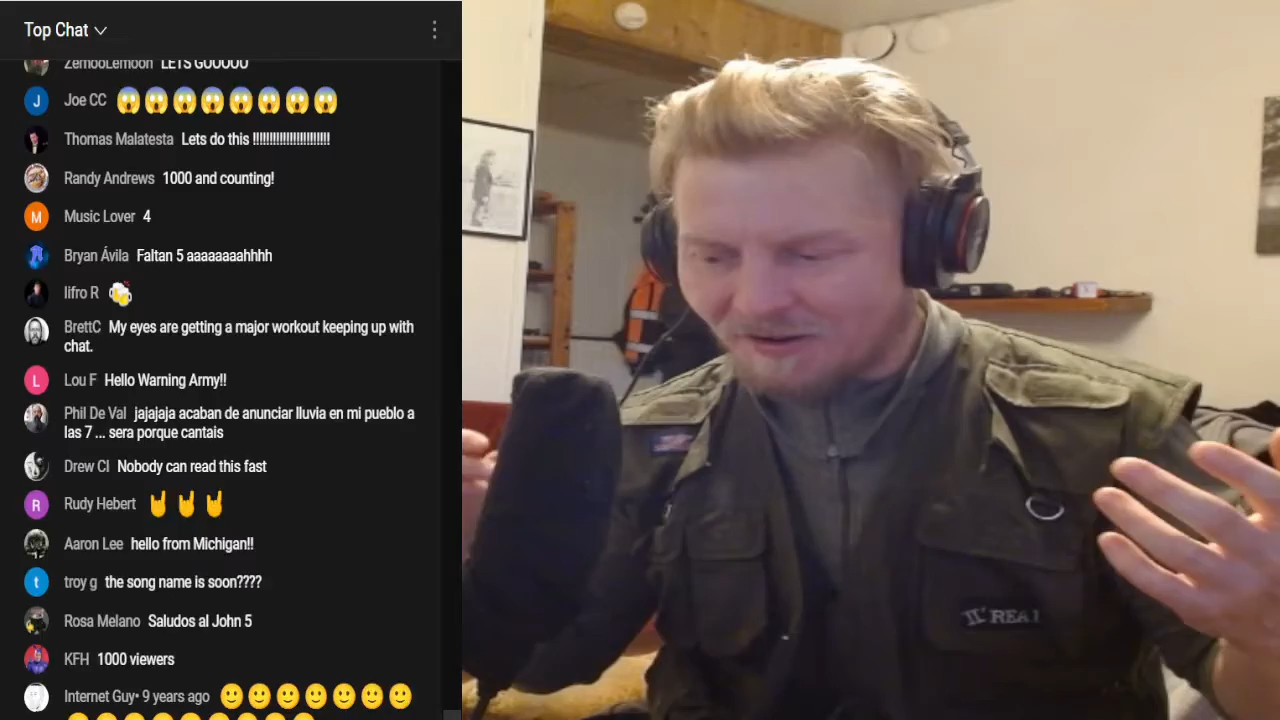 Top Chat
ZemooLemoon LETS GOOOOO
Joe CC 😱😱😱😱😱😱😱😱
Thomas Malatesta Lets do this !!!!!!!!!!!!!!!!!!!!!!!
Randy Andrews 1000 and counting!
Music Lover 4
Bryan Ávila Faltan 5 aaaaaaaahhhh
lifro R 🍻
BrettC My eyes are getting a major workout keeping up with
chat.
Lou F Hello Warning Army!!
Phil De Val jajajaja acaban de anunciar lluvia en mi pueblo a
las 7 ... sera porque cantais
Drew Cl Nobody can read this fast
Rudy Hebert 🤘🤘🤘
Aaron Lee hello from Michigan!!
troy g the song name is soon????
Rosa Melano Saludos al John 5
KFH 1000 viewers
Internet Guy• 9 years ago 🙂🙂🙂🙂🙂🙂🙂
J
M
L
R
t